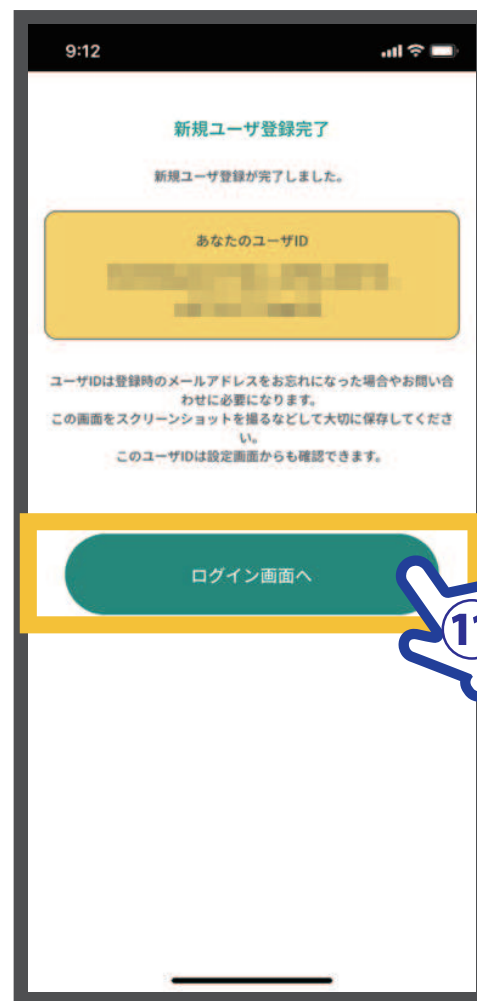 9:12
新規ユーザ登録完了
新規ユーザ登録が完了しました。
あなたのユーザID
ユーザIDは登録時のメールアドレスをお忘れになった場合やお問い合
わせに必要になります。
この画面をスクリーンショットを撮るなどして大切に保存してくださ
い。
このユーザIDは設定画面からも確認できます。
ログイン画面へ
11